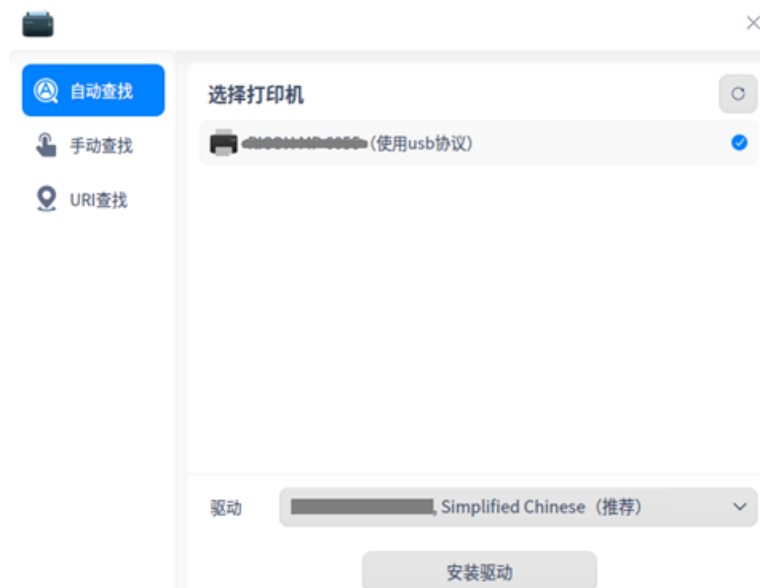 自动查找
手动查找
URI查找
选择打印机
（使用usb协议）
驱动
, Simplified Chinese（推荐）
安装驱动